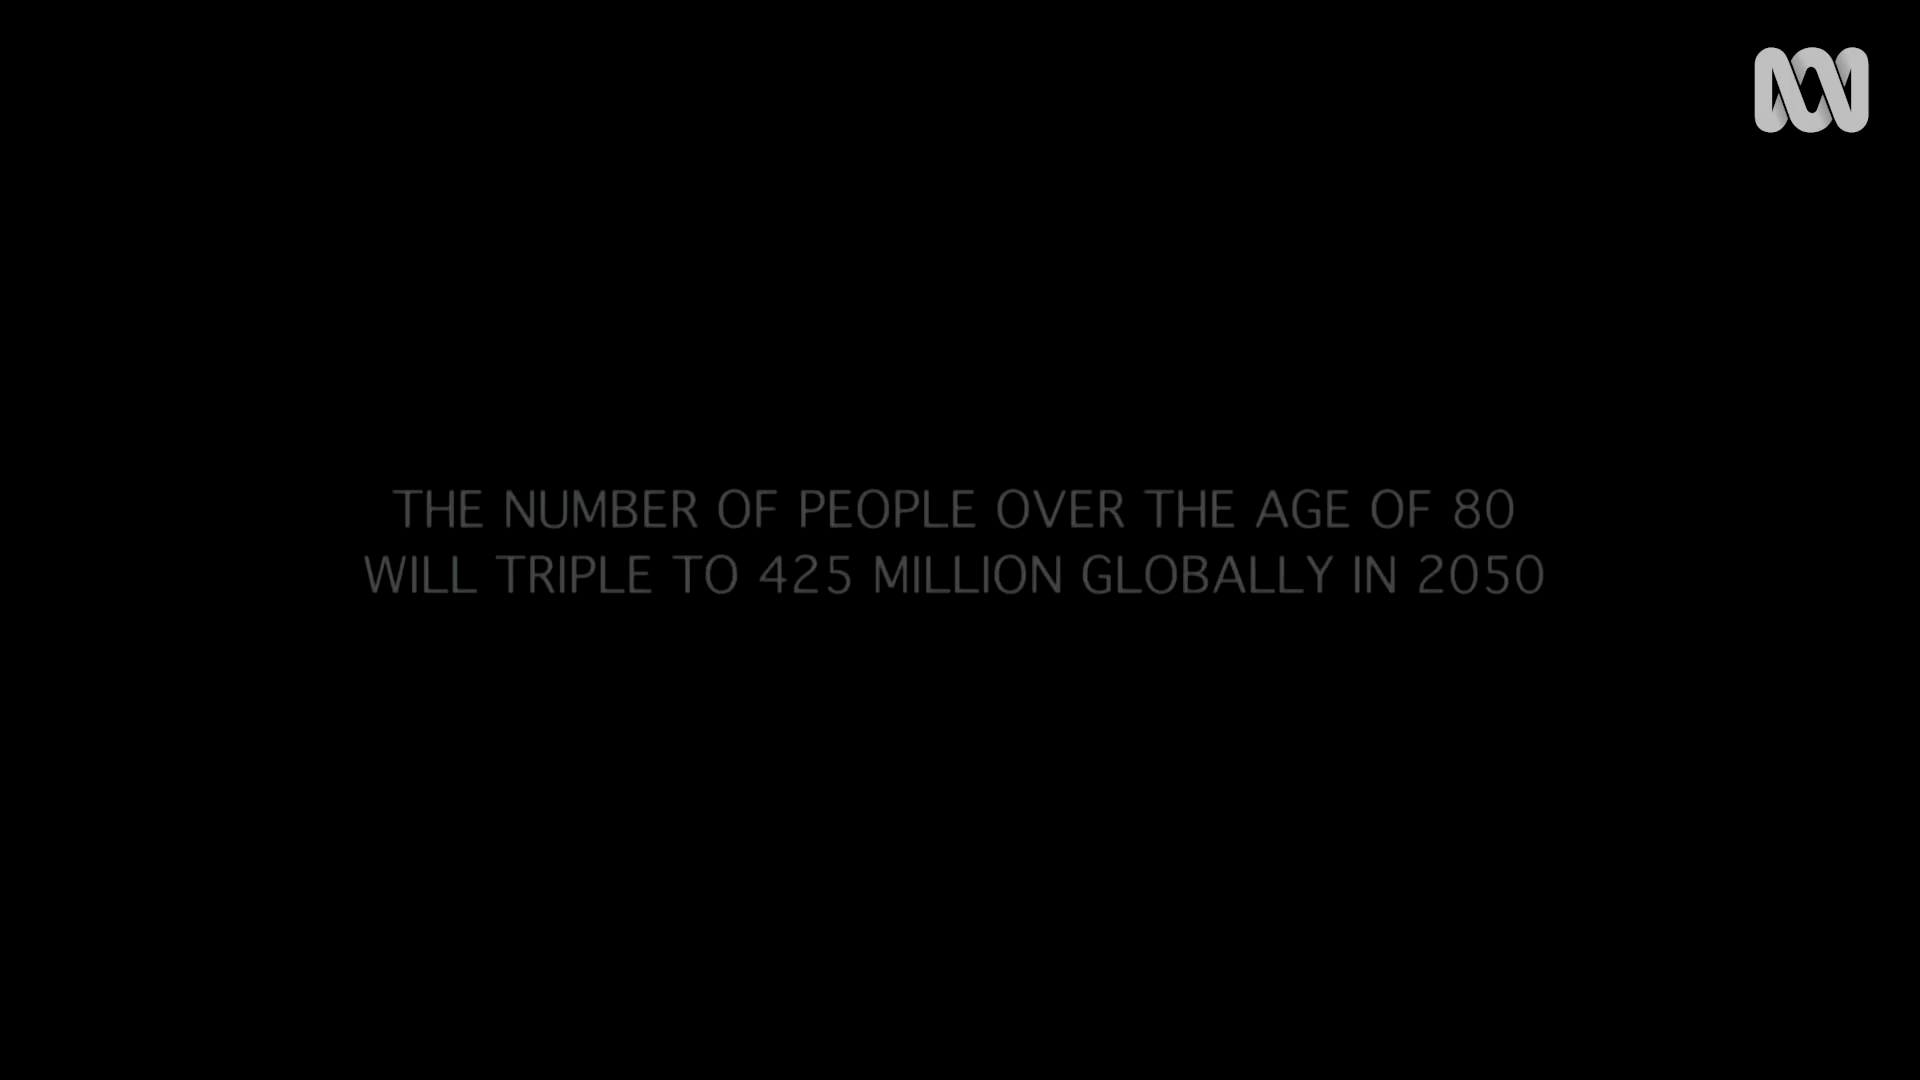 THE NUMBER OF PEOPLE OVER THE AGE OF 80
WILL TRIPLE TO 425 MILLION GLOBALLY IN 2050